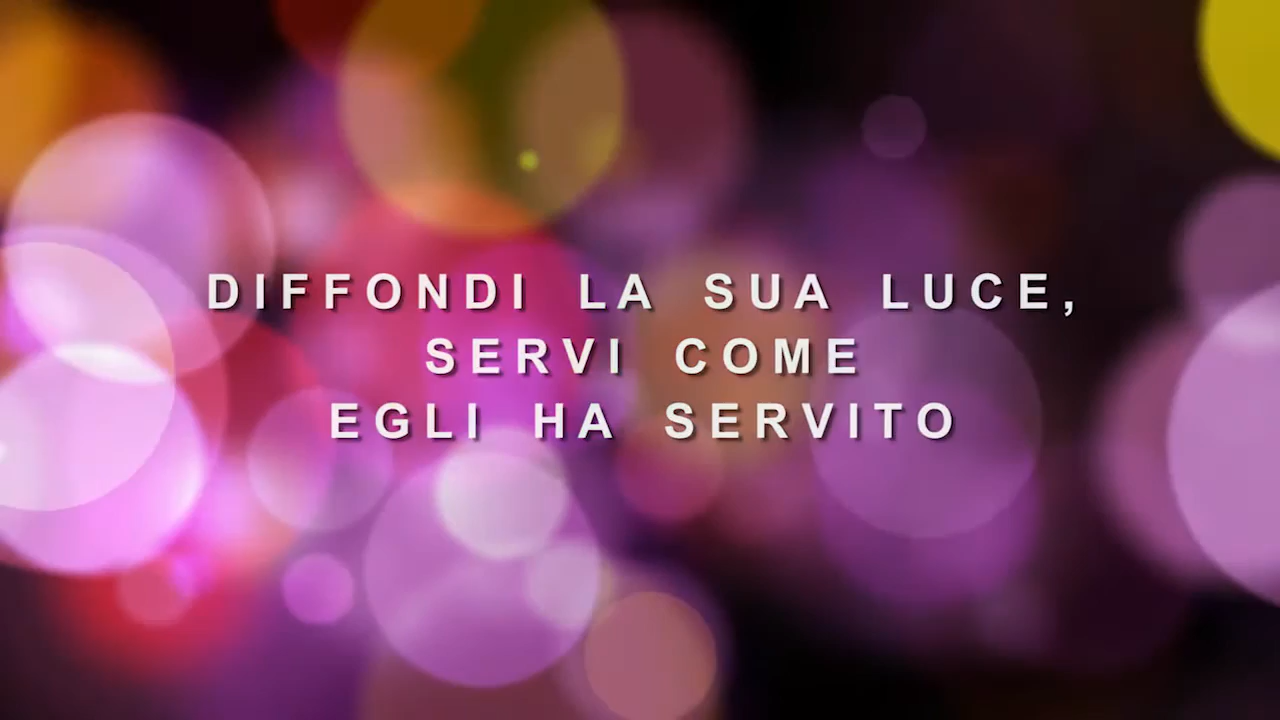 DIFFONDI LA SUA LUCE,
SERVI COME
EGLI HA SERVITO